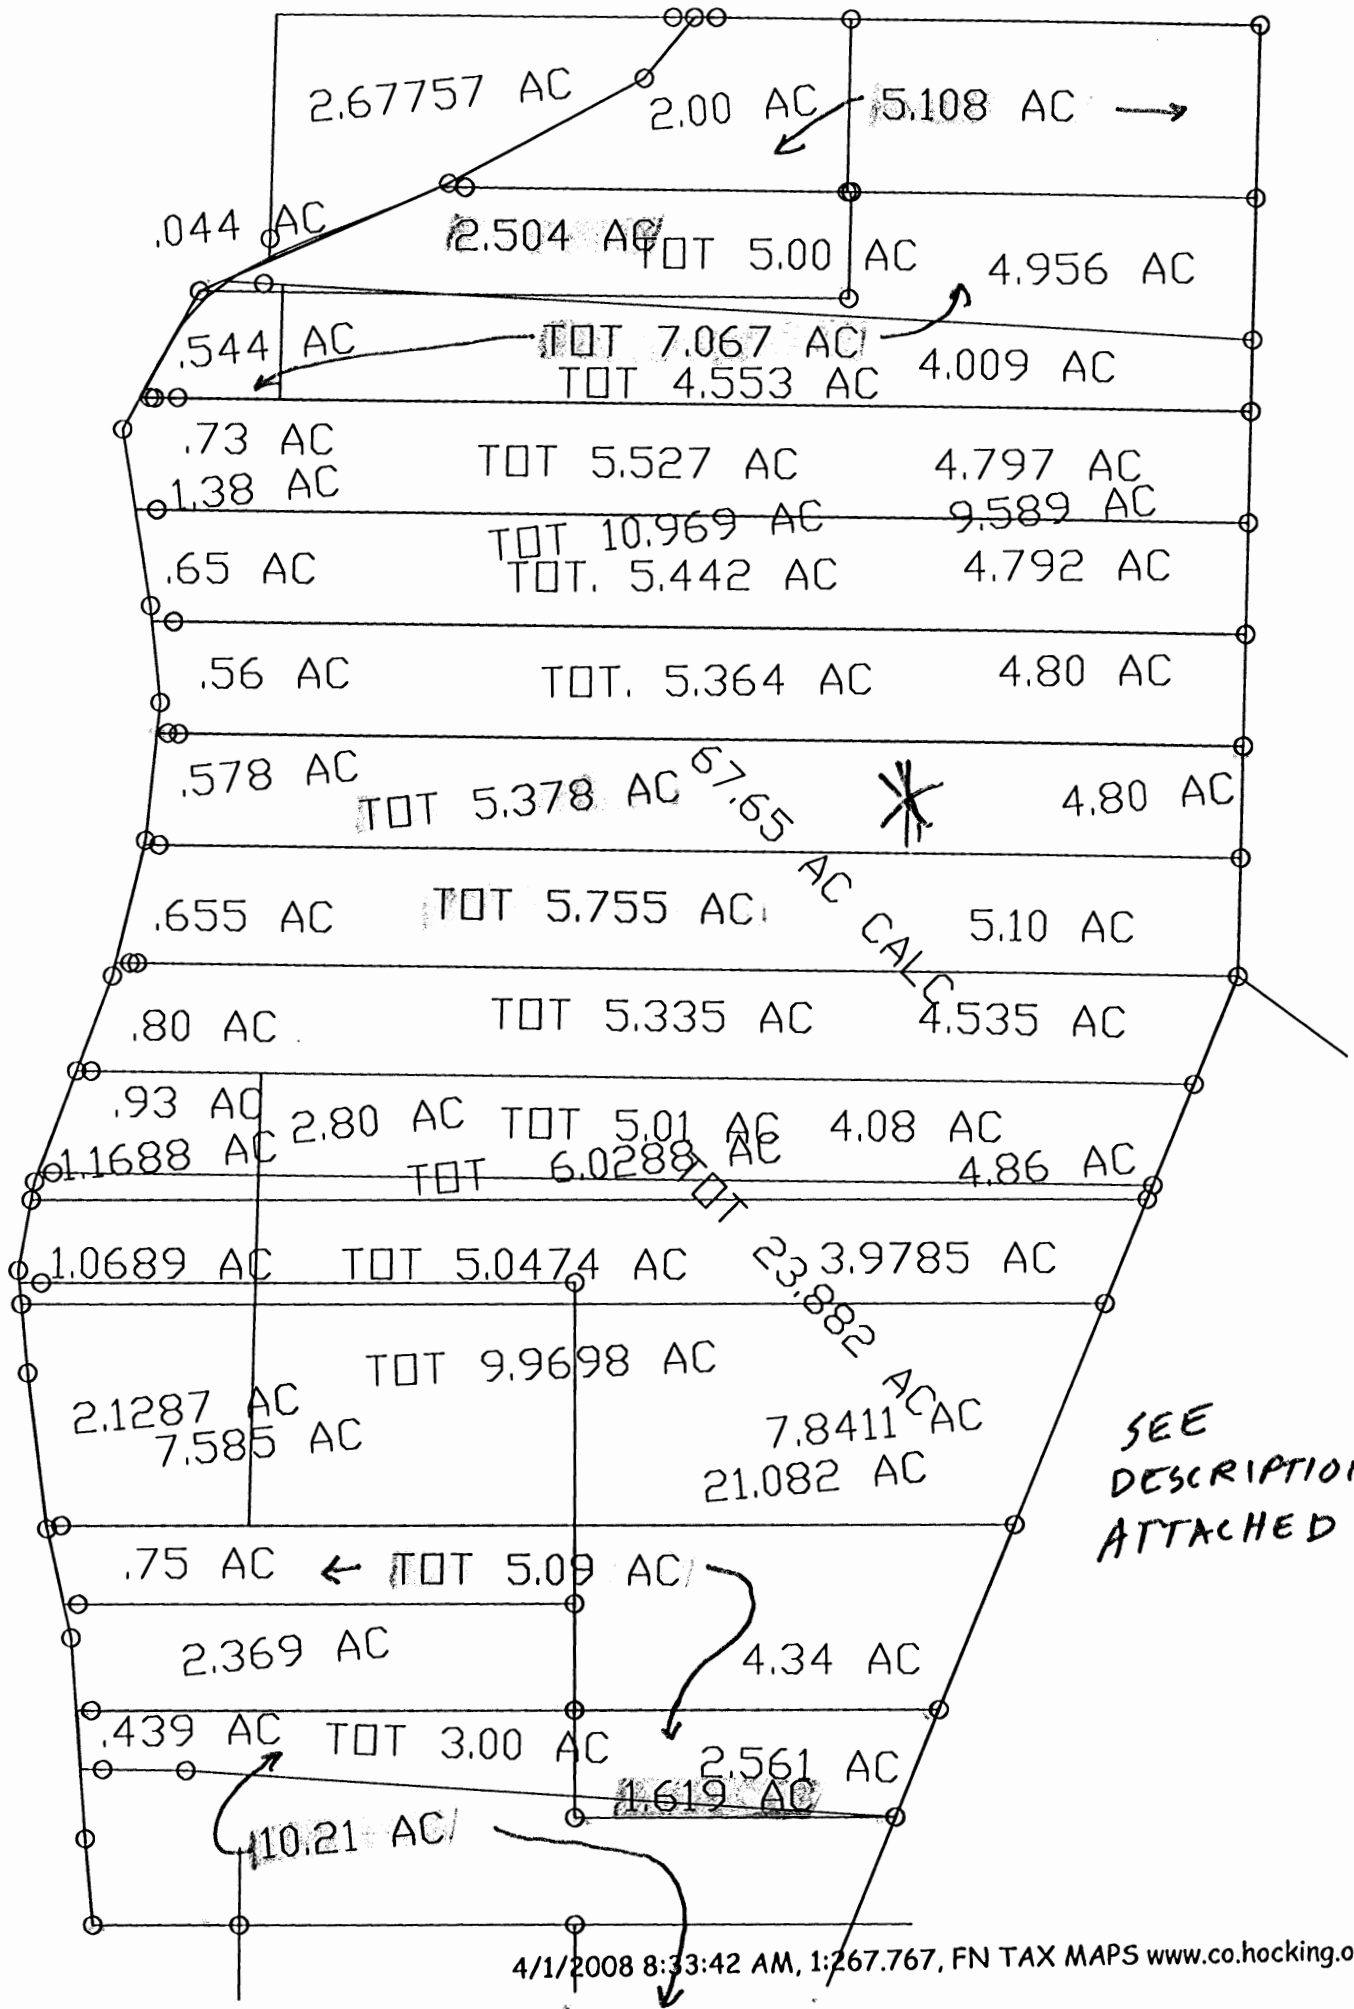 2.67757 AC
2.00 AC
5.108 AC
.044 AC
2.504 AC
TOT 5.00 AC
4.956 AC
.544 AC
TOT 7.067 AC
4.009 AC
TOT 4.553 AC
.73 AC
TOT 5.527 AC
4.797 AC
1.38 AC
TOT 10.969 AC
9.589 AC
.65 AC
TOT. 5.442 AC
4.792 AC
.56 AC
TOT. 5.364 AC
4.80 AC
.578 AC
TOT 5.378 AC
67.65 AC CALC
4.80 AC
.655 AC
TOT 5.755 AC
5.10 AC
.80 AC
TOT 5.335 AC
4.535 AC
.93 AC
2.80 AC
TOT 5.01 AC
4.08 AC
1.1688 AC
TOT 6.0288 AC
4.86 AC
TOT 23.882 AC
1.0689 AC
TOT 5.0474 AC
3.9785 AC
TOT 9.9698 AC
2.1287 AC
7.585 AC
7.8411 AC
21.082 AC
SEE
DESCRIPTION
ATTACHED
.75 AC
TOT 5.09 AC
2.369 AC
4.34 AC
.439 AC
TOT 3.00 AC
2.561 AC
1.619 AC
10.21 AC
4/1/2008 8:33:42 AM, 1:267.767, FN TAX MAPS www.co.hocking.o